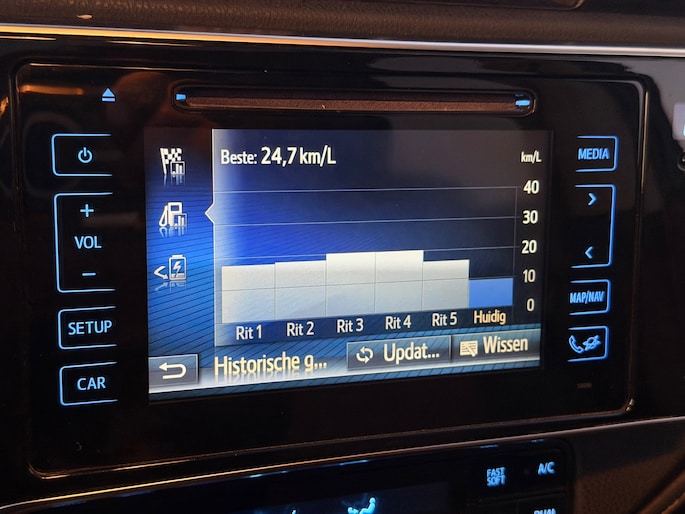 Beste: 24,7 km/L
km/L
40
30
20
10
0
Rit 1
Rit 2
Rit 3
Rit 4
Rit 5
Huidig
Historische g...
Updat...
Wissen
+
VOL
−
SETUP
CAR
MEDIA
>
<
MAP/NAV
FAST
SOFT
A/C
DUAL